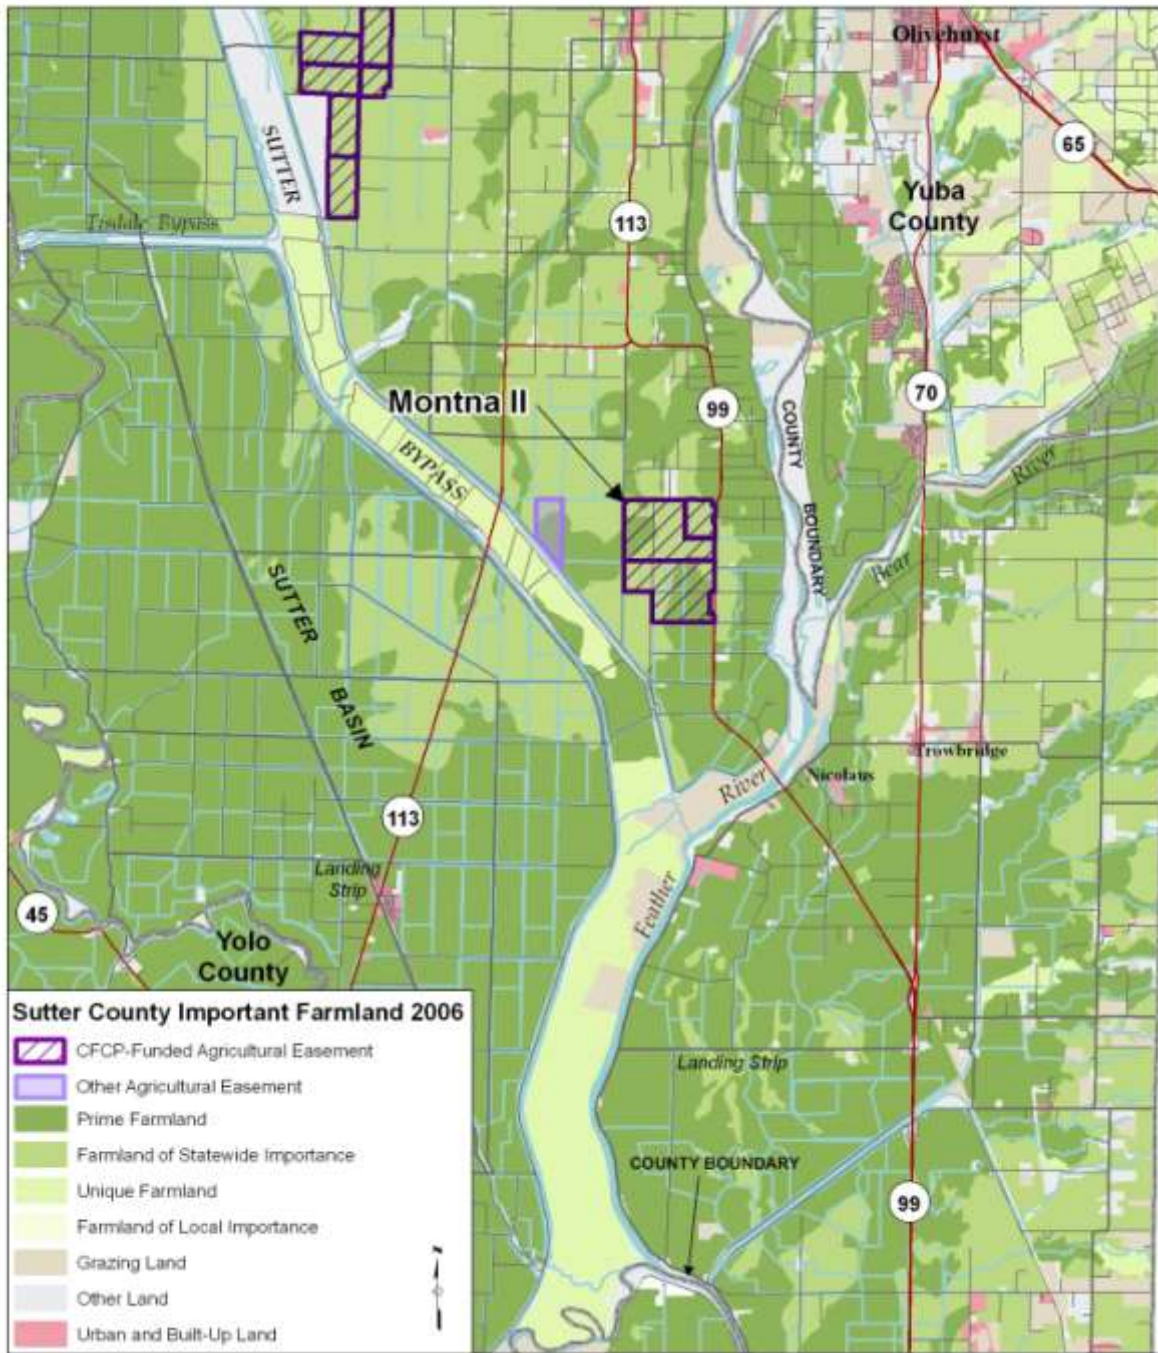 Olivehurst
65
SUTTER
Yuba
County
Tisdale Bypass
113
Montna II
99
70
COUNTY
BOUNDARY
BYPASS
River
Bear
SUTTER
BASIN
Trowbridge
Nicolaus
River
113
Landing
Strip
Feather
45
Yolo
County
Sutter County Important Farmland 2006
CFCP-Funded Agricultural Easement
Other Agricultural Easement
Prime Farmland
Farmland of Statewide Importance
Unique Farmland
Farmland of Local Importance
Grazing Land
Other Land
Urban and Built-Up Land
Landing Strip
COUNTY BOUNDARY
99